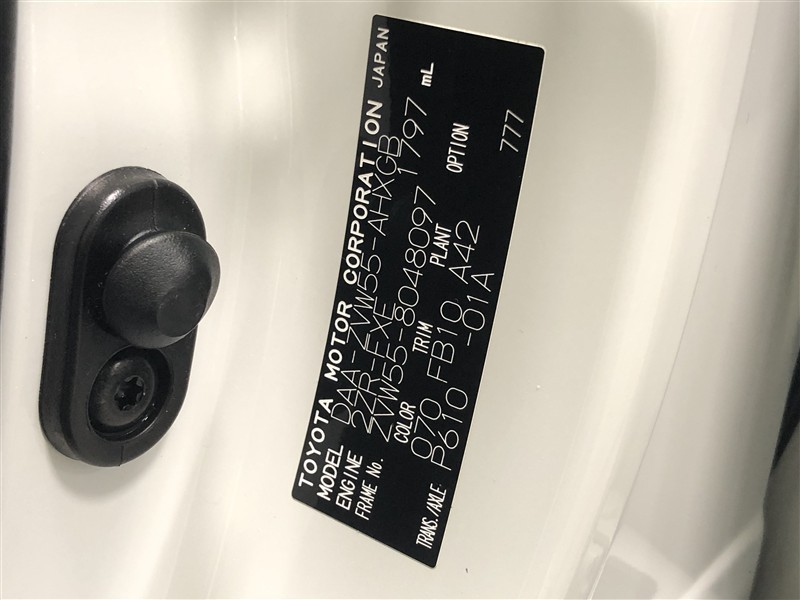 TOYOTA MOTOR CORPORATION JAPAN
MODEL DAA-ZVW55-AHXGB
ENGINE 2ZR-FXE 1797 mL
FRAME No. ZVW55-8048097
COLOR TRIM PLANT OPTION
070 FB10 A42 777
TRANS./AXLE P610 -01A